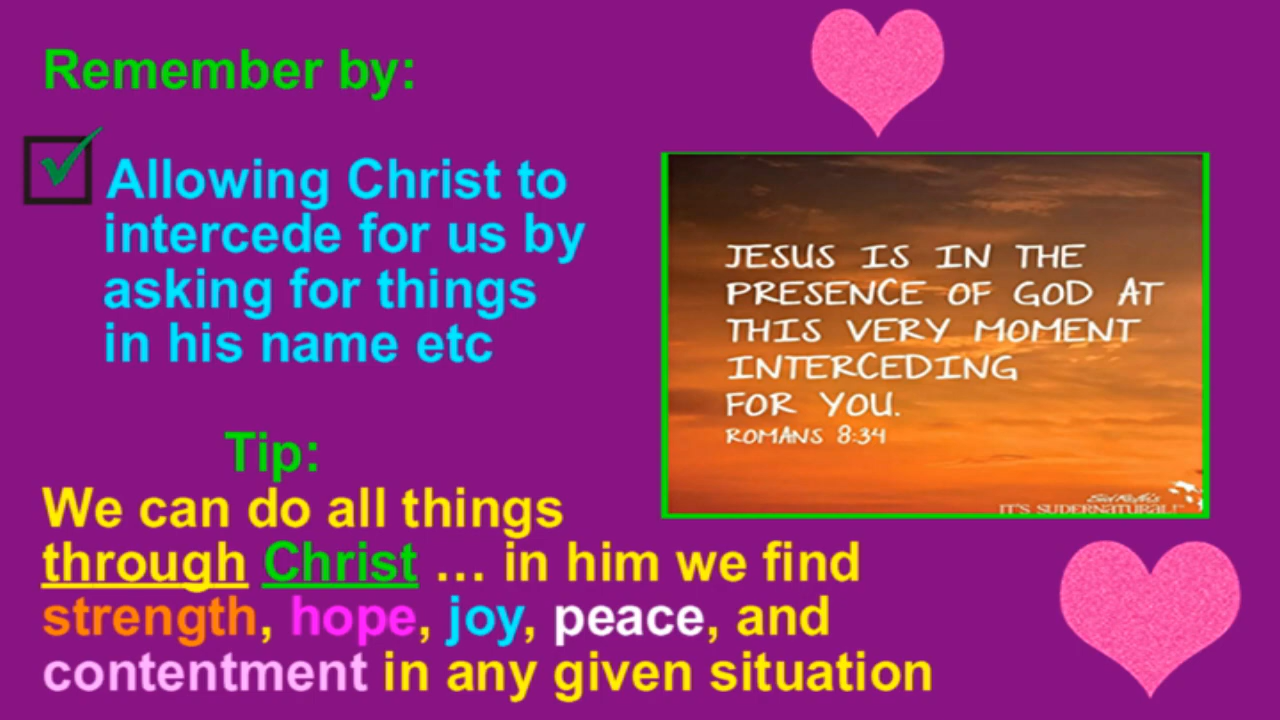 Remember by:
Allowing Christ to
intercede for us by
asking for things
in his name etc
JESUS IS IN THE
PRESENCE OF GOD AT
THIS VERY MOMENT
INTERCEDING
FOR YOU.
ROMANS 8:34
Sid Roth's
IT'S SUPERNATURAL!
Tip:
We can do all things
through Christ … in him we find
strength, hope, joy, peace, and
contentment in any given situation